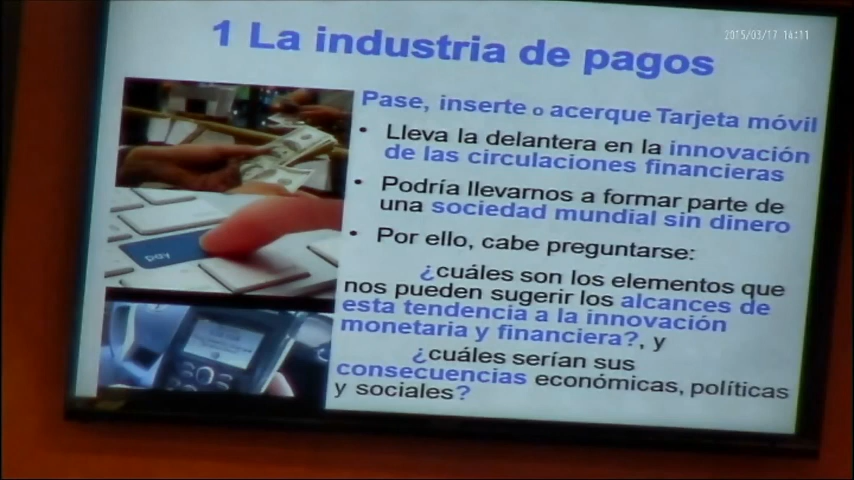 2015/03/17 14:11
1 La industria de pagos
Pase, inserte o acerque Tarjeta móvil
• Lleva la delantera en la innovación
de las circulaciones financieras
• Podría llevarnos a formar parte de
una sociedad mundial sin dinero
• Por ello, cabe preguntarse:
¿cuáles son los elementos que
nos pueden sugerir los alcances de
esta tendencia a la innovación
monetaria y financiera?, y
¿cuáles serían sus
consecuencias económicas, políticas
y sociales?
pay